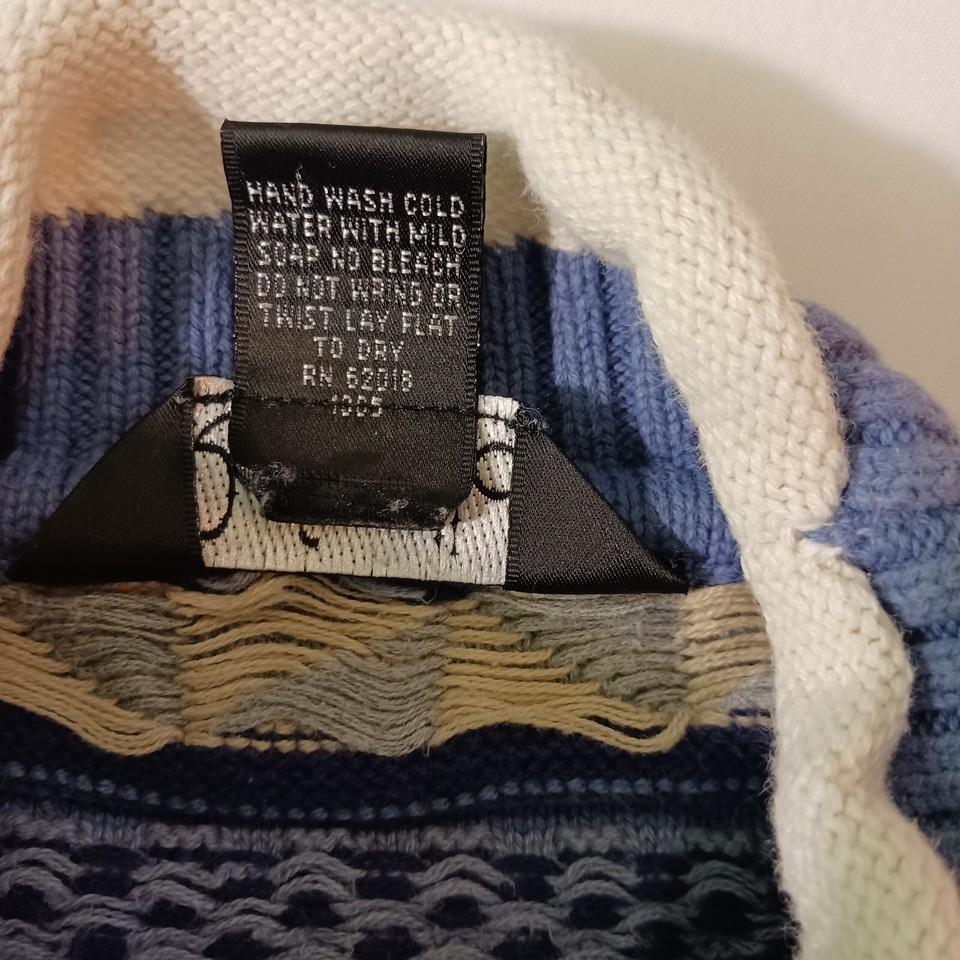 HAND WASH COLD
WATER WITH MILD
SOAP NO BLEACH
DO NOT WRING OR
TWIST LAY FLAT
TO DRY
RN